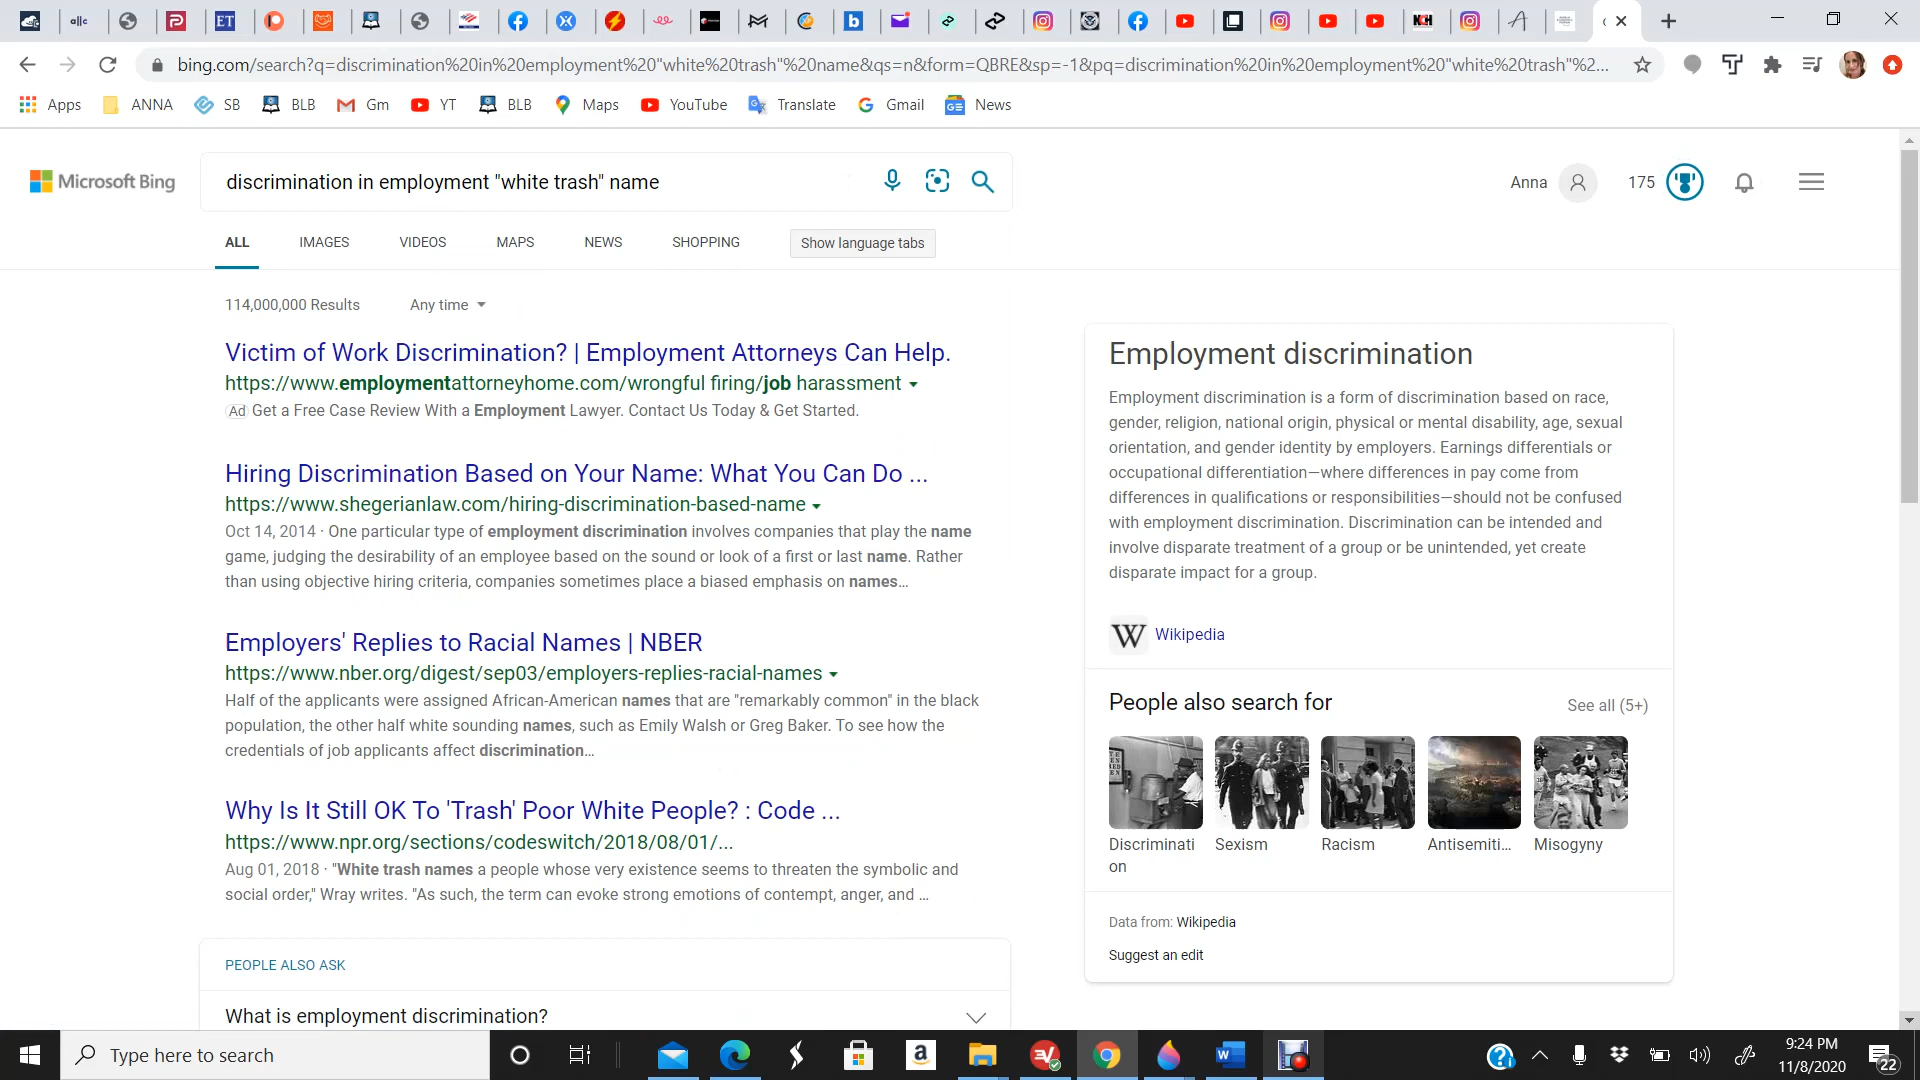 a||c
ET
NCH
bing.com/search?q=discrimination%20in%20employment%20"white%20trash"%20name&qs=n&form=QBRE&sp=-1&pq=discrimination%20in%20employment%20"white%20trash"%2...
Apps ANNA SB BLB Gm YT BLB Maps YouTube Translate Gmail News
Microsoft Bing
discrimination in employment "white trash" name
Anna 175
ALL IMAGES VIDEOS MAPS NEWS SHOPPING Show language tabs
114,000,000 Results Any time
Victim of Work Discrimination? | Employment Attorneys Can Help.
https://www.employmentattorneyhome.com/wrongful firing/job harassment
Ad Get a Free Case Review With a Employment Lawyer. Contact Us Today & Get Started.
Hiring Discrimination Based on Your Name: What You Can Do ...
https://www.shegerianlaw.com/hiring-discrimination-based-name
Oct 14, 2014 · One particular type of employment discrimination involves companies that play the name
game, judging the desirability of an employee based on the sound or look of a first or last name. Rather
than using objective hiring criteria, companies sometimes place a biased emphasis on names...
Employers' Replies to Racial Names | NBER
https://www.nber.org/digest/sep03/employers-replies-racial-names
Half of the applicants were assigned African-American names that are "remarkably common" in the black
population, the other half white sounding names, such as Emily Walsh or Greg Baker. To see how the
credentials of job applicants affect discrimination...
Why Is It Still OK To 'Trash' Poor White People? : Code ...
https://www.npr.org/sections/codeswitch/2018/08/01/...
Aug 01, 2018 · "White trash names a people whose very existence seems to threaten the symbolic and
social order," Wray writes. "As such, the term can evoke strong emotions of contempt, anger, and ...
PEOPLE ALSO ASK
What is employment discrimination?
Employment discrimination
Employment discrimination is a form of discrimination based on race,
gender, religion, national origin, physical or mental disability, age, sexual
orientation, and gender identity by employers. Earnings differentials or
occupational differentiation—where differences in pay come from
differences in qualifications or responsibilities—should not be confused
with employment discrimination. Discrimination can be intended and
involve disparate treatment of a group or be unintended, yet create
disparate impact for a group.
W Wikipedia
People also search for See all (5+)
Discriminati
on
Sexism
Racism
Antisemiti...
Misogyny
Data from: Wikipedia
Suggest an edit
Type here to search
9:24 PM
11/8/2020
22